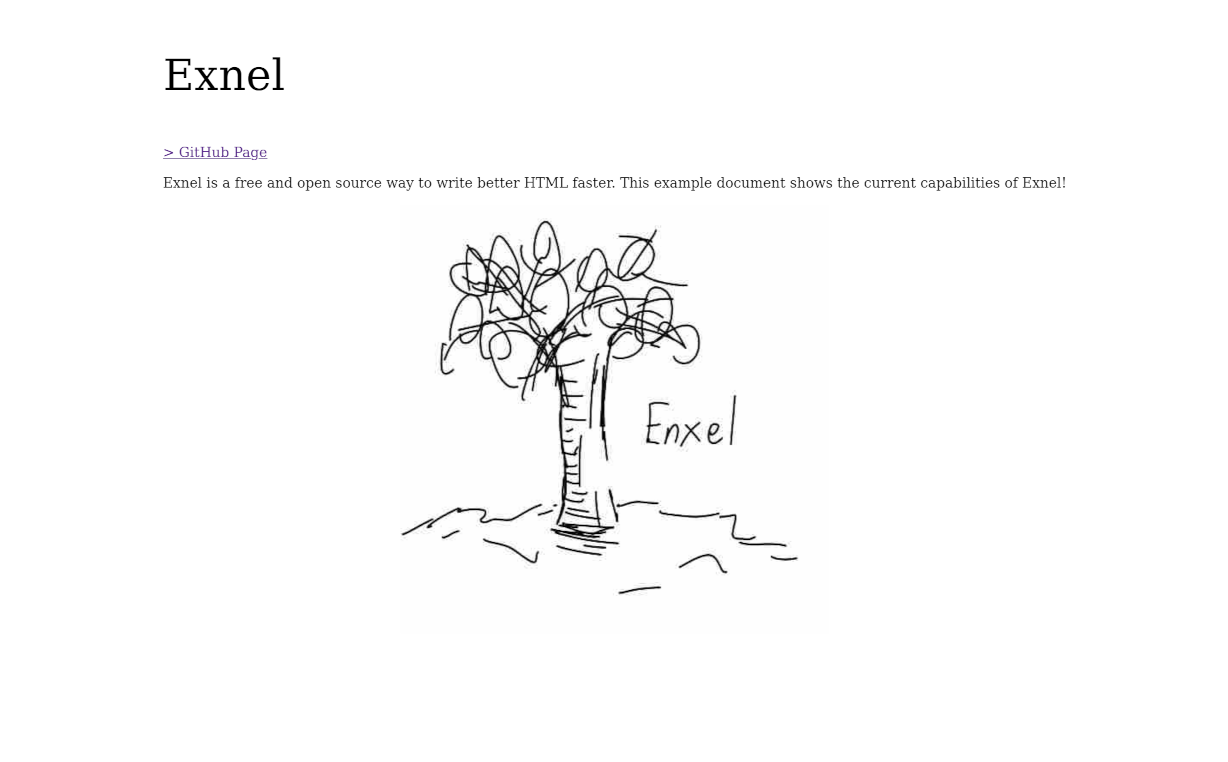 Exnel
> GitHub Page
Exnel is a free and open source way to write better HTML faster. This example document shows the current capabilities of Exnel!
Enxel